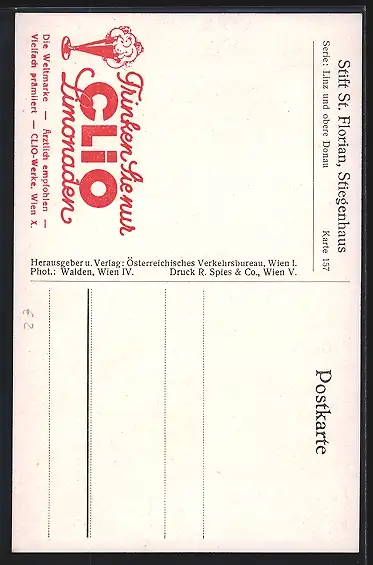 Stift St. Florian, Stiegenhaus
Serie: Linz und obere Donau Karte 157
Trinken Sie nur
CLIO
Limonaden
Die Weltmarke — Ärztlich empfohlen —
Vielfach prämiiert — CLIO-Werke, Wien X.
Herausgeber u. Verlag: Österreichisches Verkehrsbureau, Wien I.
Phot.: Walden, Wien IV. Druck R. Spies & Co., Wien V.
Postkarte